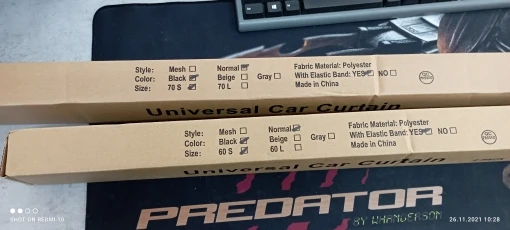 Style: Mesh Normal Fabric Material: Polyester
Color: Black Beige Gray With Elastic Band: YES NO
Size: 70 S 70 L Made in China
Universal Car Curtain
Style: Mesh Normal Fabric Material: Polyester
Color: Black Beige Gray With Elastic Band: YES NO
Size: 60 S 60 L Made in China
Universal Car Curtain
PREDATOR
BY WHANDERSON
SHOT ON REDMI 10
26.11.2021 10:28